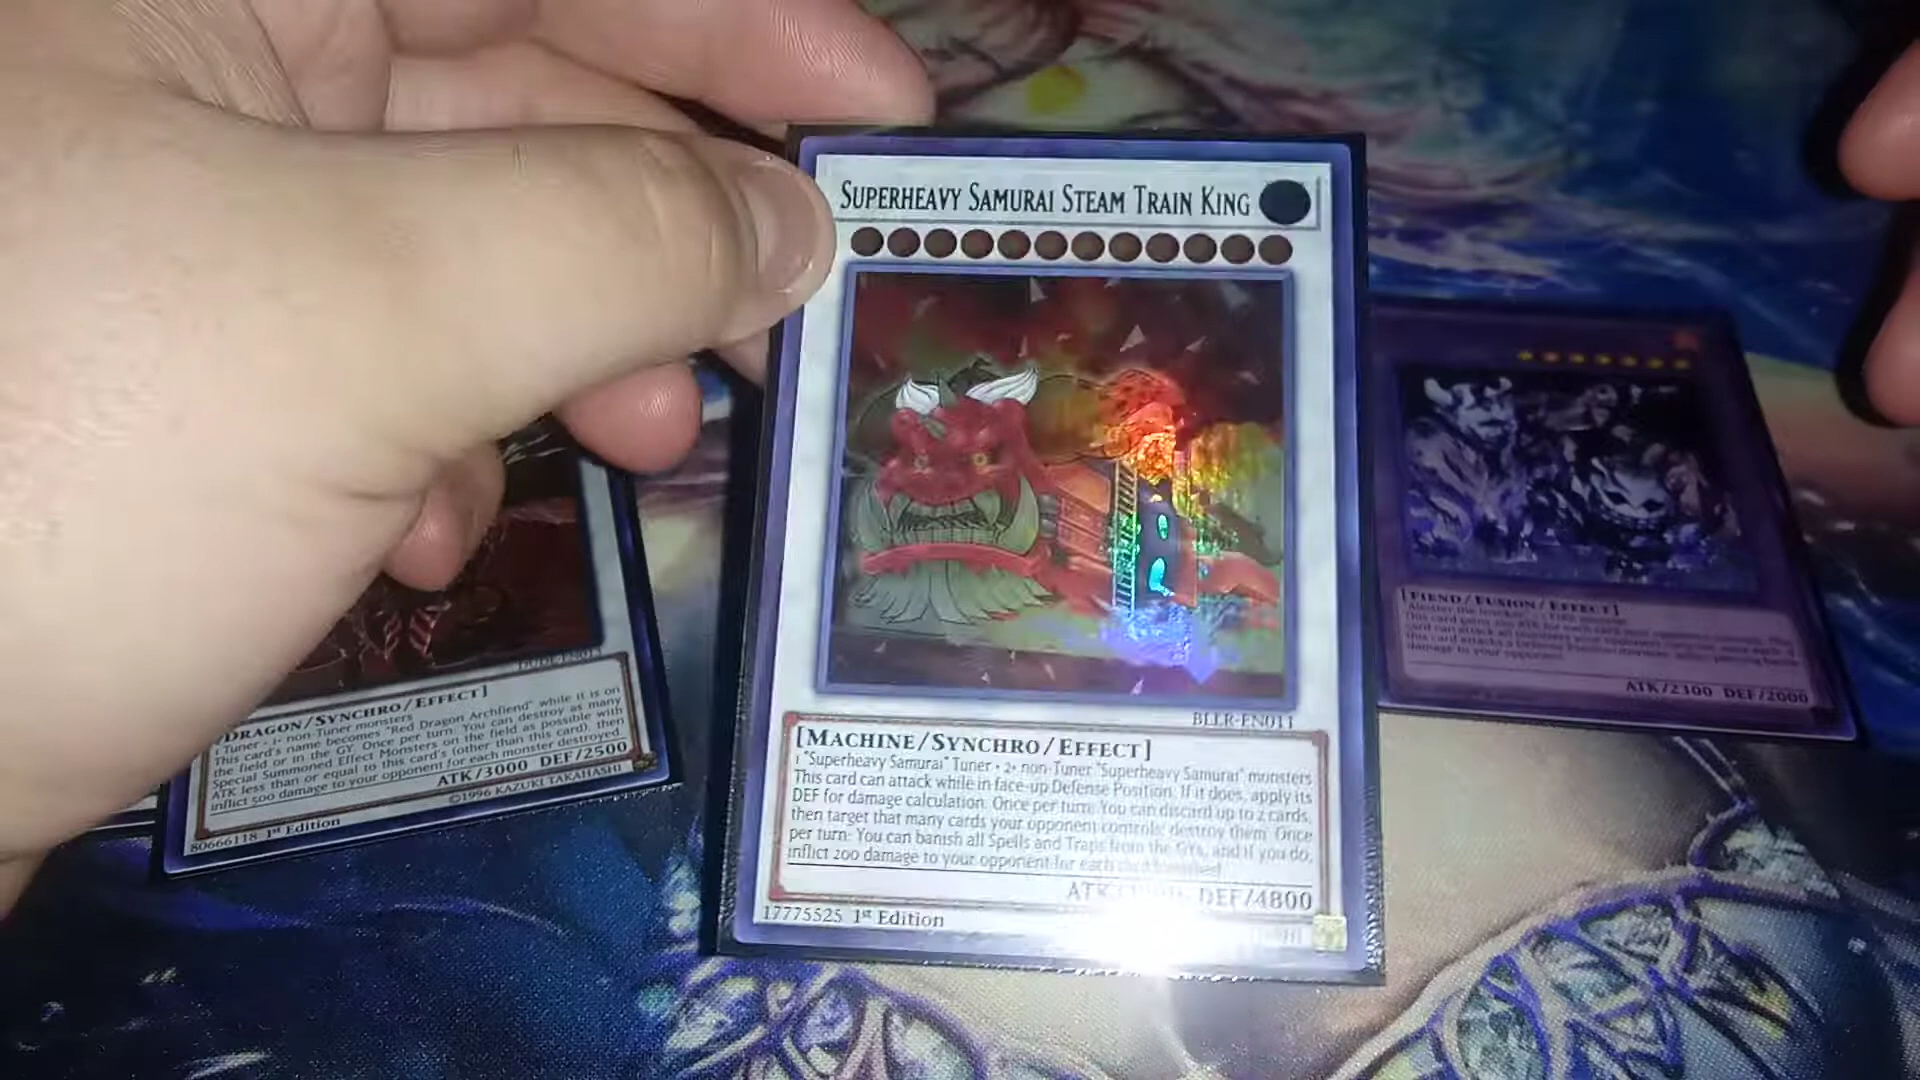 SUPERHEAVY SAMURAI STEAM TRAIN KING
BLLR-EN011
[MACHINE/SYNCHRO/EFFECT]
1 "Superheavy Samurai" Tuner + 2+ non-Tuner "Superheavy Samurai" monsters
This card can attack while in face-up Defense Position. If it does, apply its
DEF for damage calculation. Once per turn: You can discard up to 2 cards,
then target that many cards your opponent controls; destroy them. Once
per turn: You can banish all Spells and Traps from the GYs, and if you do,
inflict 200 damage to your opponent for each card banished.
ATK DEF/4800
17775525 1st Edition
DUDE-EN013
DRAGON/SYNCHRO/EFFECT]
1 Tuner + 1+ non-Tuner monsters
This card's name becomes "Red Dragon Archfiend" while it is on
the field or in the GY. Once per turn: You can destroy as many
Special Summoned Effect Monsters on the field as possible with
ATK less than or equal to this card's (other than this card), then
inflict 500 damage to your opponent for each monster destroyed.
ATK/3000 DEF/2500
80666118 1st Edition
©1996 KAZUKI TAKAHASHI
[FIEND/FUSION/EFFECT]
damage to your opponent.
ATK/2300 DEF/2000